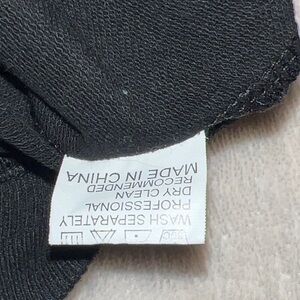 WASH SEPARATELY
PROFESSIONAL
DRY CLEAN
RECOMMENDED
MADE IN CHINA